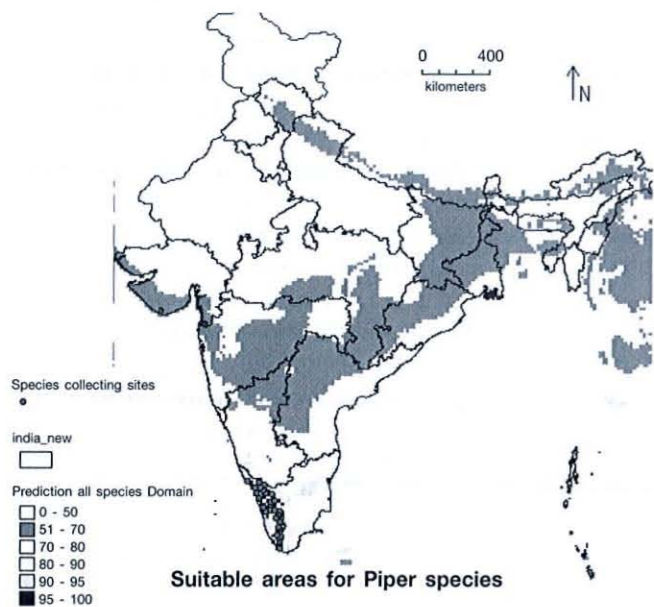 0 400
kilometers
N
Species collecting sites
india_new
Prediction all species Domain
0 - 50
51 - 70
70 - 80
80 - 90
90 - 95
95 - 100
Suitable areas for Piper species